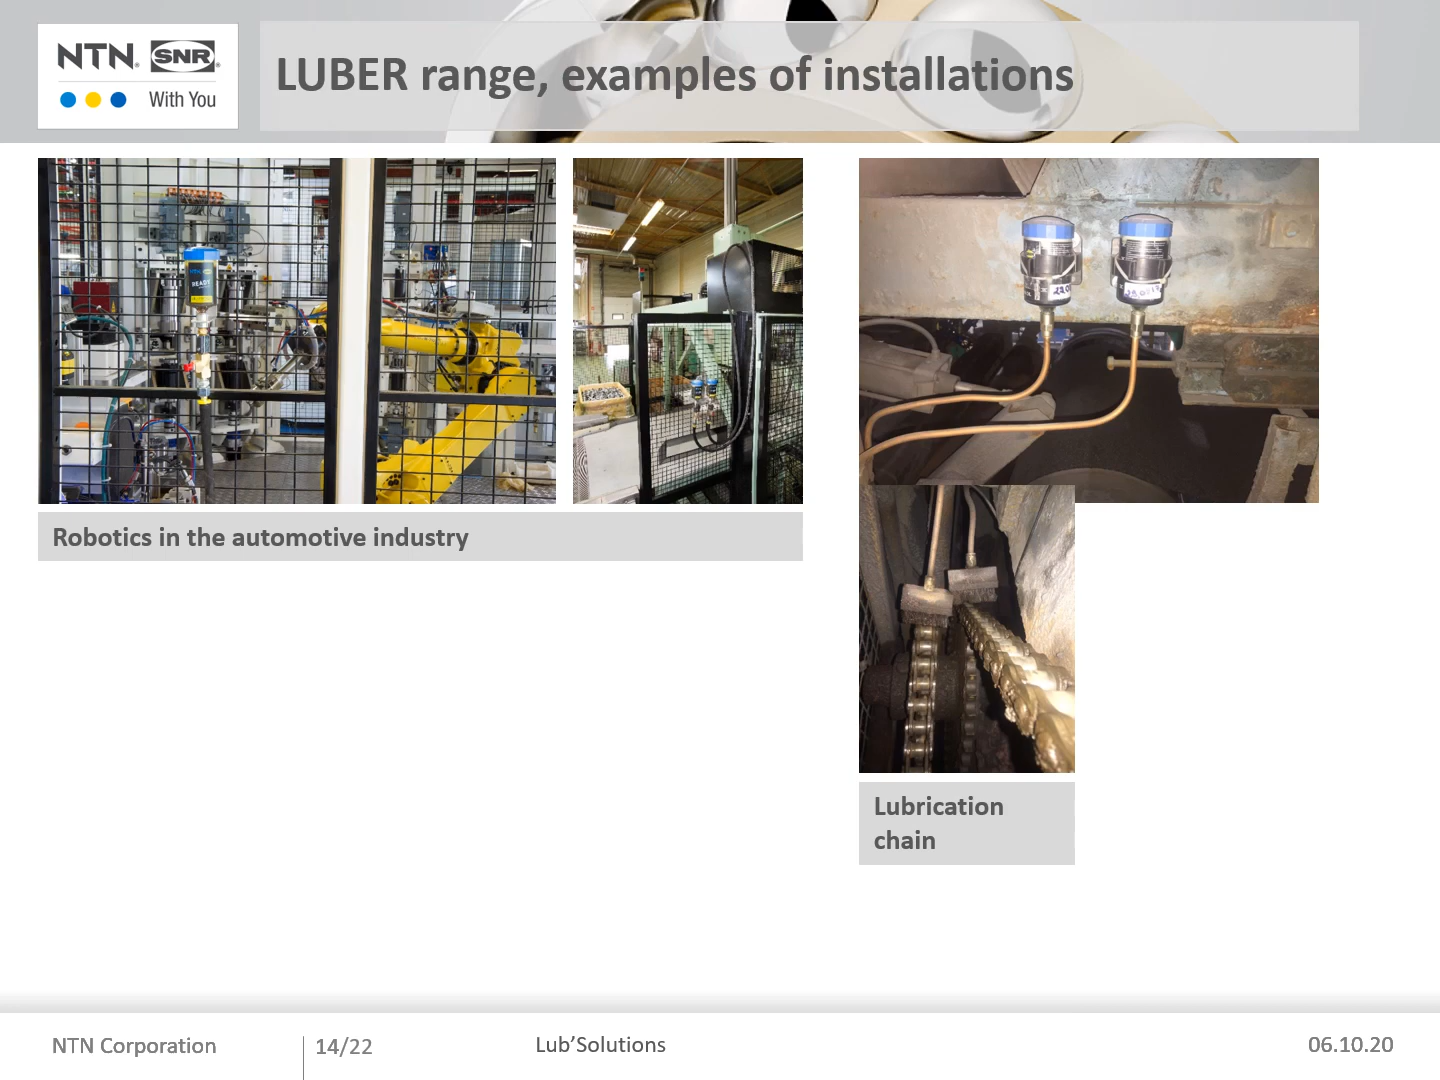 NTN. SNR.
With You
LUBER range, examples of installations
READY
Robotics in the automotive industry
Lubrication
chain
NTN Corporation
14/22
Lub'Solutions
06.10.20